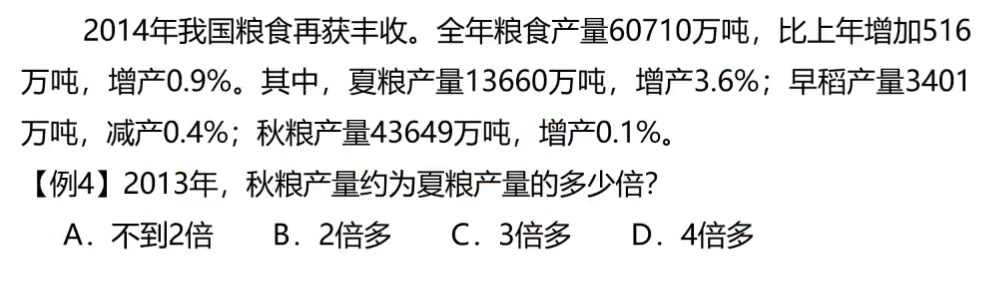 2014年我国粮食再获丰收。全年粮食产量60710万吨，比上年增加516
万吨，增产0.9%。其中，夏粮产量13660万吨，增产3.6%；早稻产量3401
万吨，减产0.4%；秋粮产量43649万吨，增产0.1%。
【例4】2013年，秋粮产量约为夏粮产量的多少倍？
A．不到2倍 B．2倍多 C．3倍多 D．4倍多